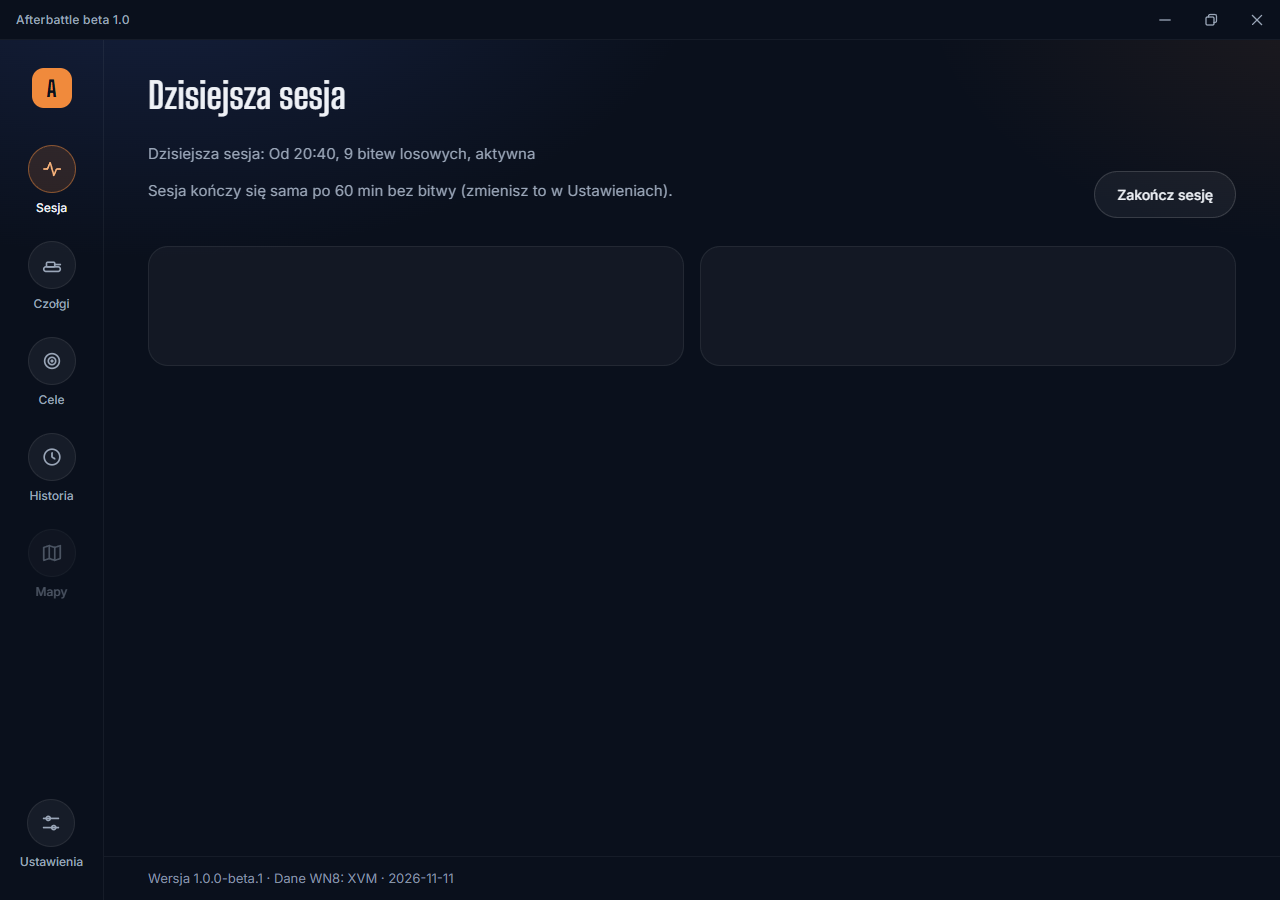 Afterbattle beta 1.0
A
Sesja
Czołgi
Cele
Historia
Mapy
Ustawienia
Dzisiejsza sesja
Dzisiejsza sesja: Od 20:40, 9 bitew losowych, aktywna
Sesja kończy się sama po 60 min bez bitwy (zmienisz to w Ustawieniach).
Zakończ sesję
Wersja 1.0.0-beta.1 · Dane WN8: XVM · 2026-11-11